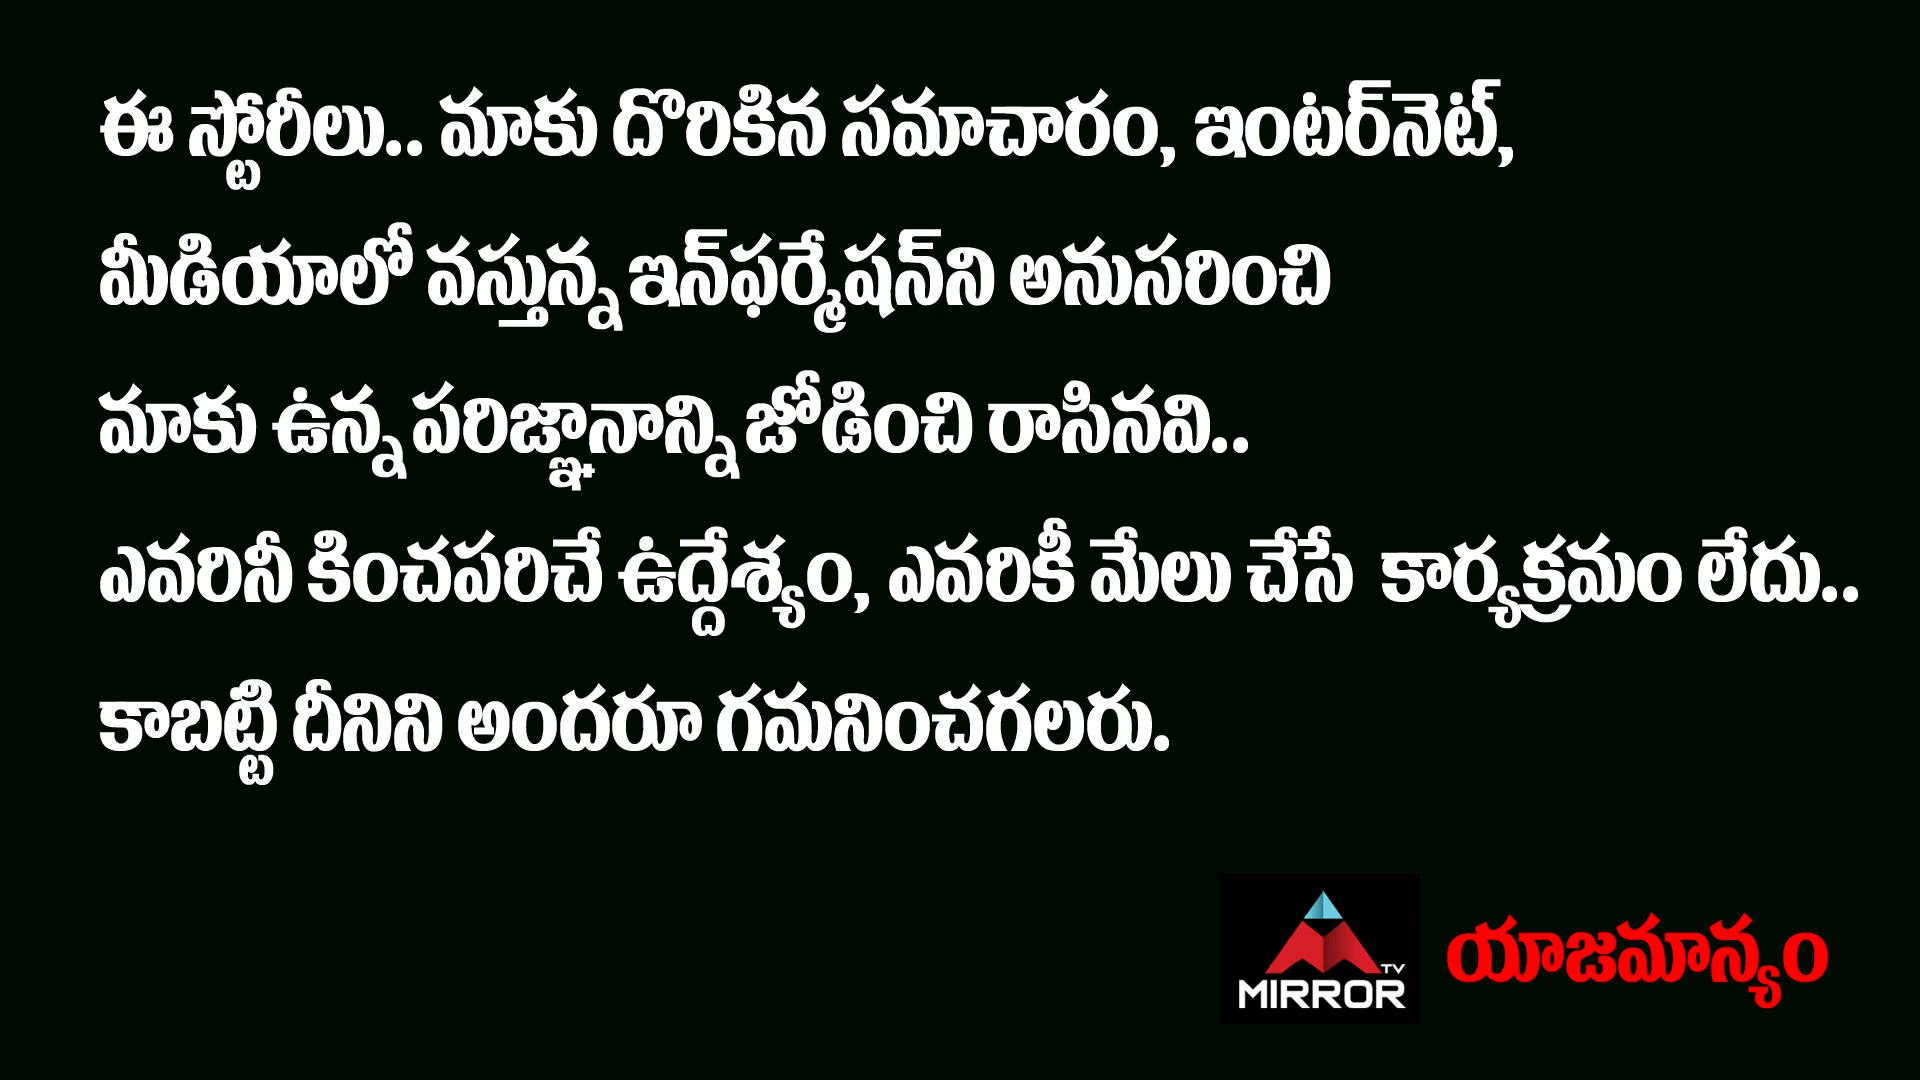 ఈ స్టోరీలు.. మాకు దొరికిన సమాచారం, ఇంటర్‌నెట్,
మీడియాలో వస్తున్న ఇన్‌ఫర్మేషన్‌ని అనుసరించి
మాకు ఉన్న పరిజ్ఞానాన్ని జోడించి రాసినవి..
ఎవరినీ కించపరిచే ఉద్దేశ్యం, ఎవరికీ మేలు చేసే కార్యక్రమం లేదు..
కాబట్టి దీనిని అందరూ గమనించగలరు.
TV
MIRROR
యాజమాన్యం